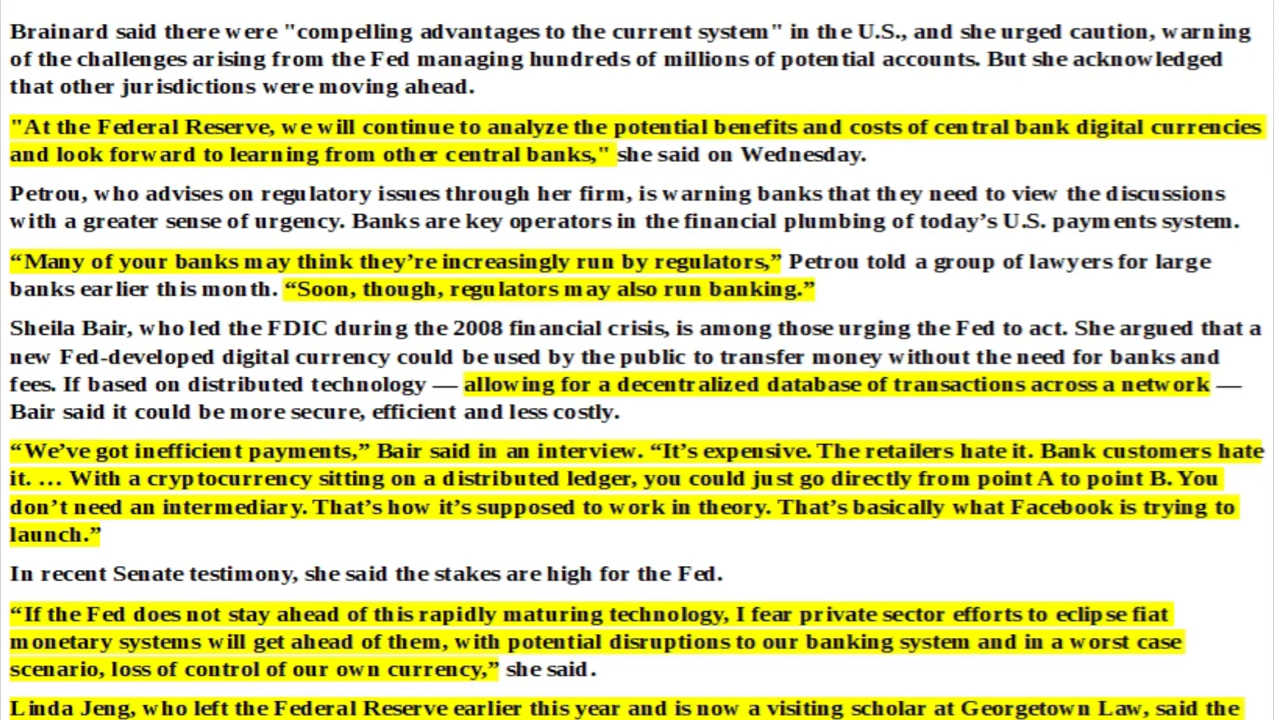 Brainard said there were "compelling advantages to the current system" in the U.S., and she urged caution, warning
of the challenges arising from the Fed managing hundreds of millions of potential accounts. But she acknowledged
that other jurisdictions were moving ahead.
"At the Federal Reserve, we will continue to analyze the potential benefits and costs of central bank digital currencies
and look forward to learning from other central banks," she said on Wednesday.
Petrou, who advises on regulatory issues through her firm, is warning banks that they need to view the discussions
with a greater sense of urgency. Banks are key operators in the financial plumbing of today’s U.S. payments system.
“Many of your banks may think they’re increasingly run by regulators,” Petrou told a group of lawyers for large
banks earlier this month. “Soon, though, regulators may also run banking.”
Sheila Bair, who led the FDIC during the 2008 financial crisis, is among those urging the Fed to act. She argued that a
new Fed-developed digital currency could be used by the public to transfer money without the need for banks and
fees. If based on distributed technology — allowing for a decentralized database of transactions across a network —
Bair said it could be more secure, efficient and less costly.
“We’ve got inefficient payments,” Bair said in an interview. “It’s expensive. The retailers hate it. Bank customers hate
it. … With a cryptocurrency sitting on a distributed ledger, you could just go directly from point A to point B. You
don’t need an intermediary. That’s how it’s supposed to work in theory. That’s basically what Facebook is trying to
launch.”
In recent Senate testimony, she said the stakes are high for the Fed.
“If the Fed does not stay ahead of this rapidly maturing technology, I fear private sector efforts to eclipse fiat
monetary systems will get ahead of them, with potential disruptions to our banking system and in a worst case
scenario, loss of control of our own currency,” she said.
Linda Jeng, who left the Federal Reserve earlier this year and is now a visiting scholar at Georgetown Law, said the